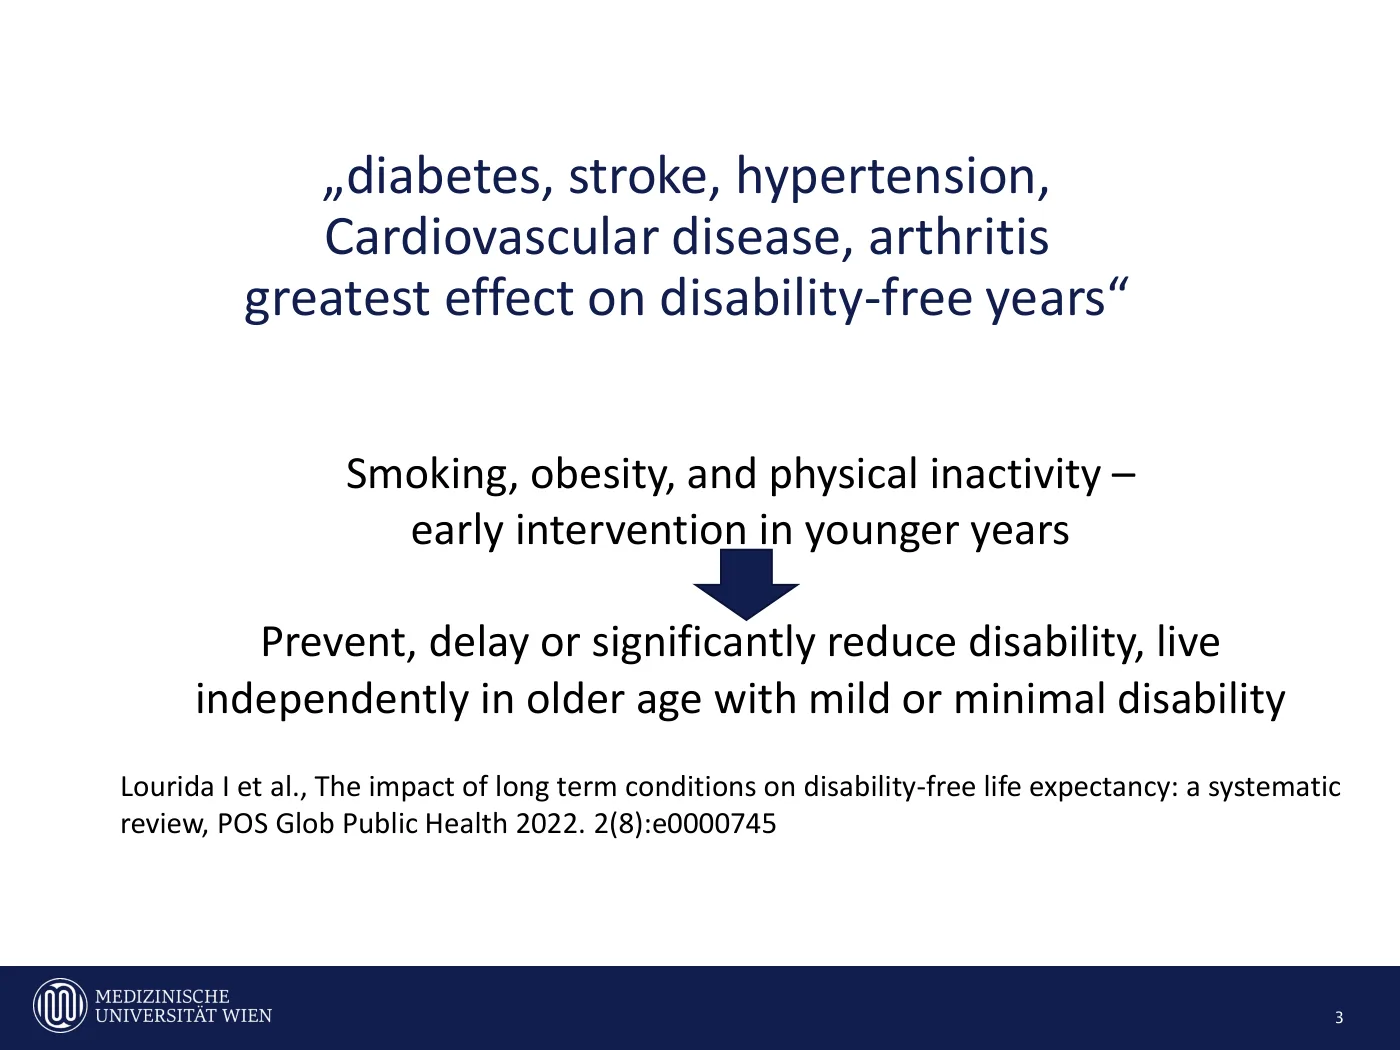 „diabetes, stroke, hypertension,
Cardiovascular disease, arthritis
greatest effect on disability-free years“
Smoking, obesity, and physical inactivity –
early intervention in younger years
Prevent, delay or significantly reduce disability, live
independently in older age with mild or minimal disability
Lourida I et al., The impact of long term conditions on disability-free life expectancy: a systematic
review, POS Glob Public Health 2022. 2(8):e0000745
MEDIZINISCHE
UNIVERSITÄT WIEN
3